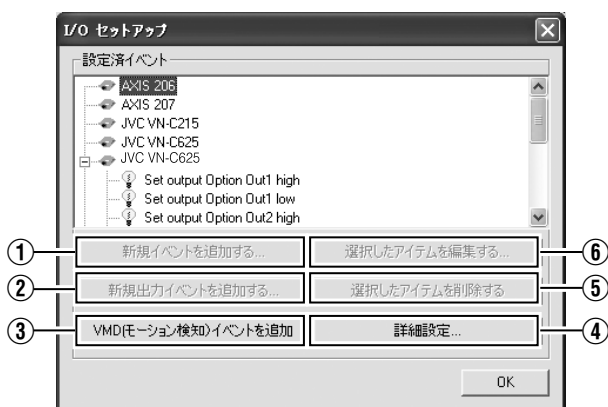 I/O セットアップ
設定済イベント
AXIS 206
AXIS 207
JVC VN-C215
JVC VN-C625
JVC VN-C625
Set output Option Out1 high
Set output Option Out1 low
Set output Option Out2 high
① 新規イベントを追加する... 選択したアイテムを編集する... ⑥
② 新規出力イベントを追加する... 選択したアイテムを削除する ⑤
③ VMD(モーション検知)イベントを追加 詳細設定... ④
OK